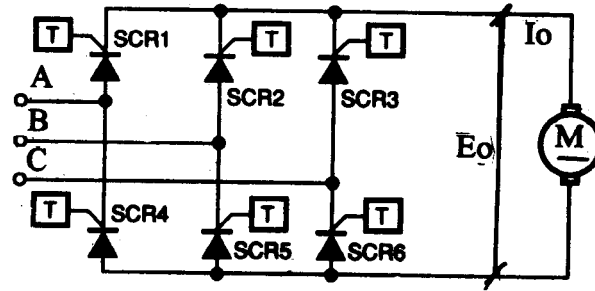 T SCR1 T SCR2 T SCR3 Io
A
B
C
Eo M
T SCR4 T SCR5 T SCR6